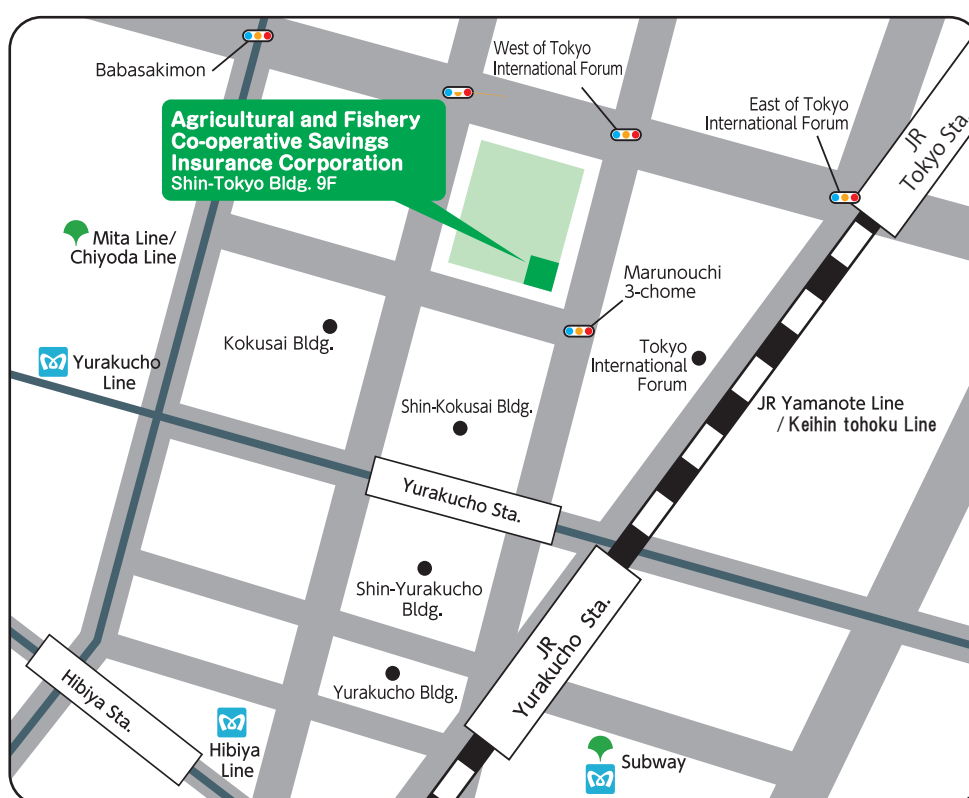 Babasakimon
West of Tokyo
International Forum
East of Tokyo
International Forum
JR
Tokyo Sta.
Agricultural and Fishery
Co-operative Savings
Insurance Corporation
Shin-Tokyo Bldg. 9F
Mita Line/
Chiyoda Line
Marunouchi
3-chome
Kokusai Bldg.
Tokyo
International
Forum
Yurakucho
Line
Shin-Kokusai Bldg.
JR Yamanote Line
/ Keihin tohoku Line
Yurakucho Sta.
Shin-Yurakucho
Bldg.
JR
Yurakucho Sta.
Yurakucho Bldg.
Hibiya Sta.
Hibiya
Line
Subway